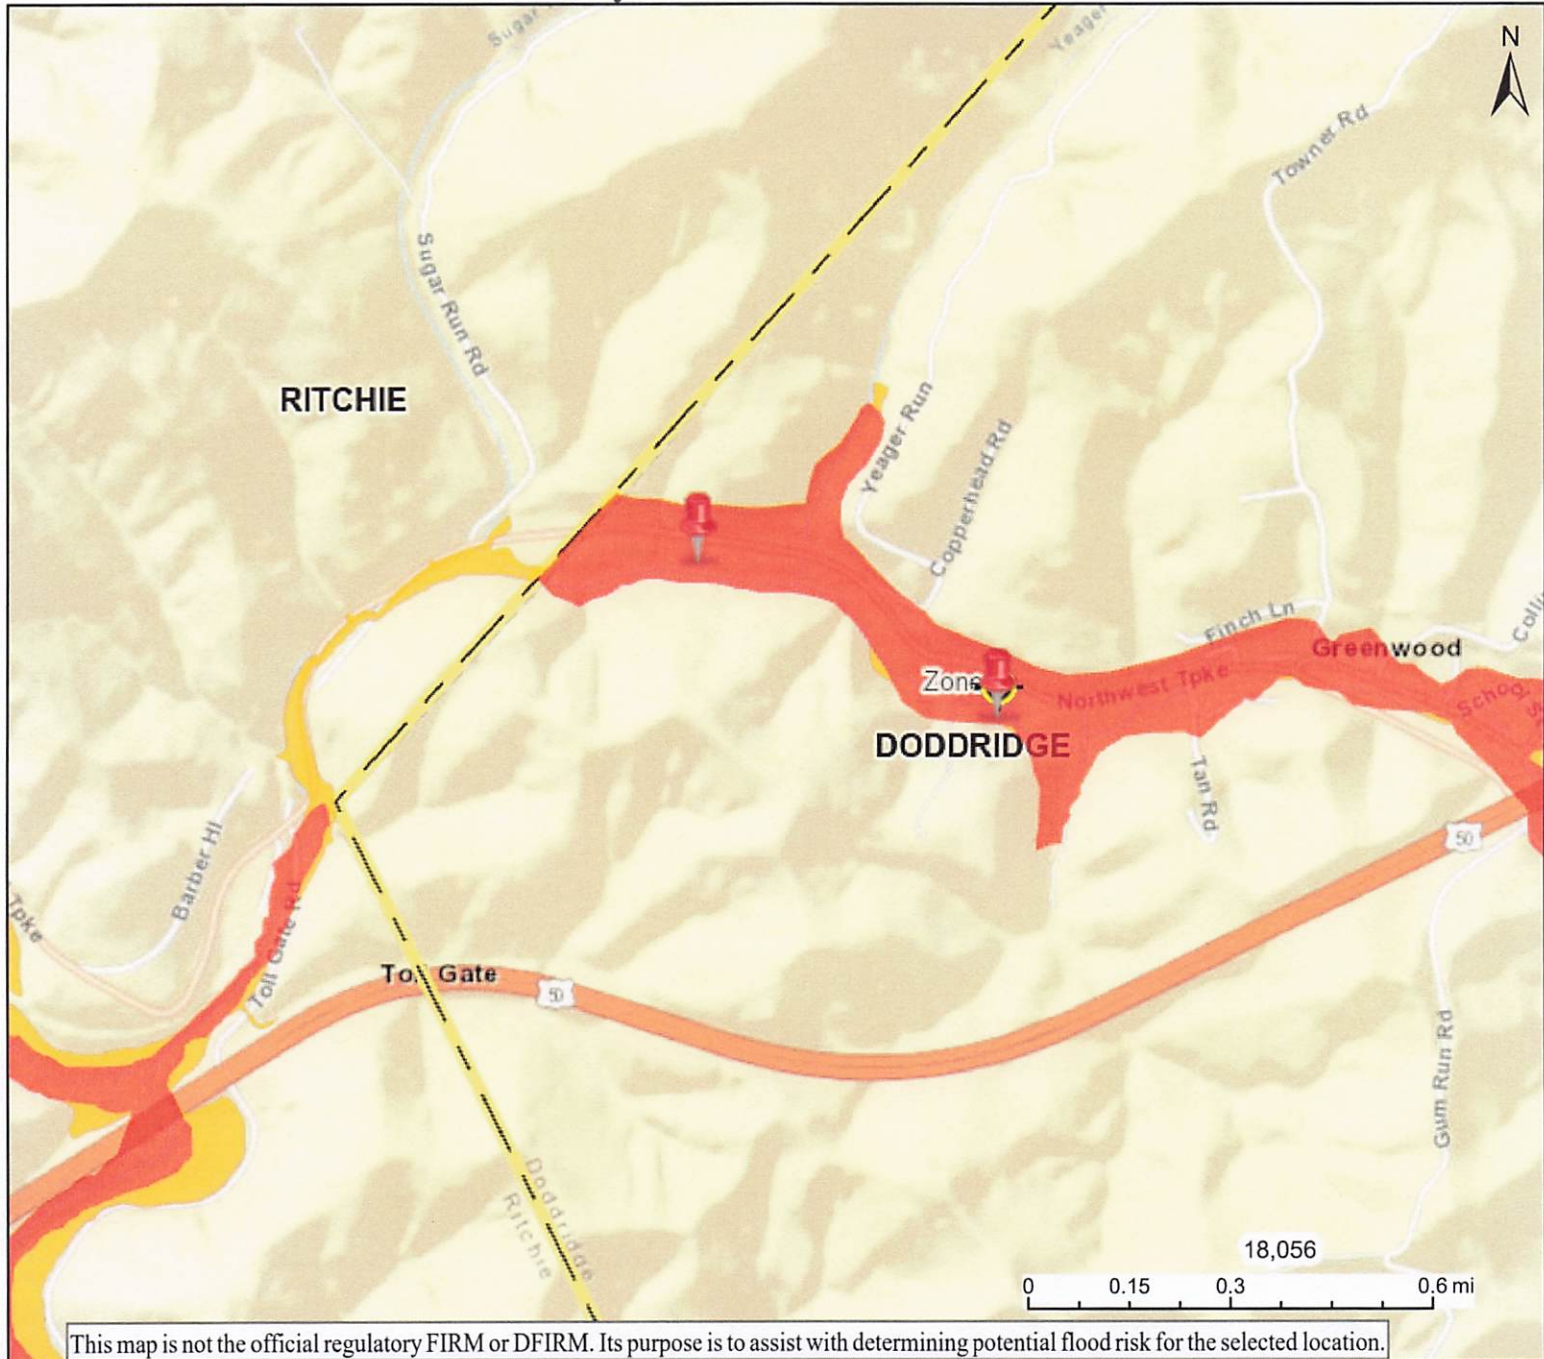 Sugar
Yeager
N
Towner Rd
Sugar Run Rd
RITCHIE
Yeager Run
Copperhead Rd
Finch Ln
Greenwood
Zone
Northwest Tpke
DODDRIDGE
Tan Rd
50
Barber Hl
Tpke
Toll Gate Rd
Toll Gate
50
Gum Run Rd
Doddridge
Ritchie
18,056
0 0.15 0.3 0.6 mi
This map is not the official regulatory FIRM or DFIRM. Its purpose is to assist with determining potential flood risk for the selected location.